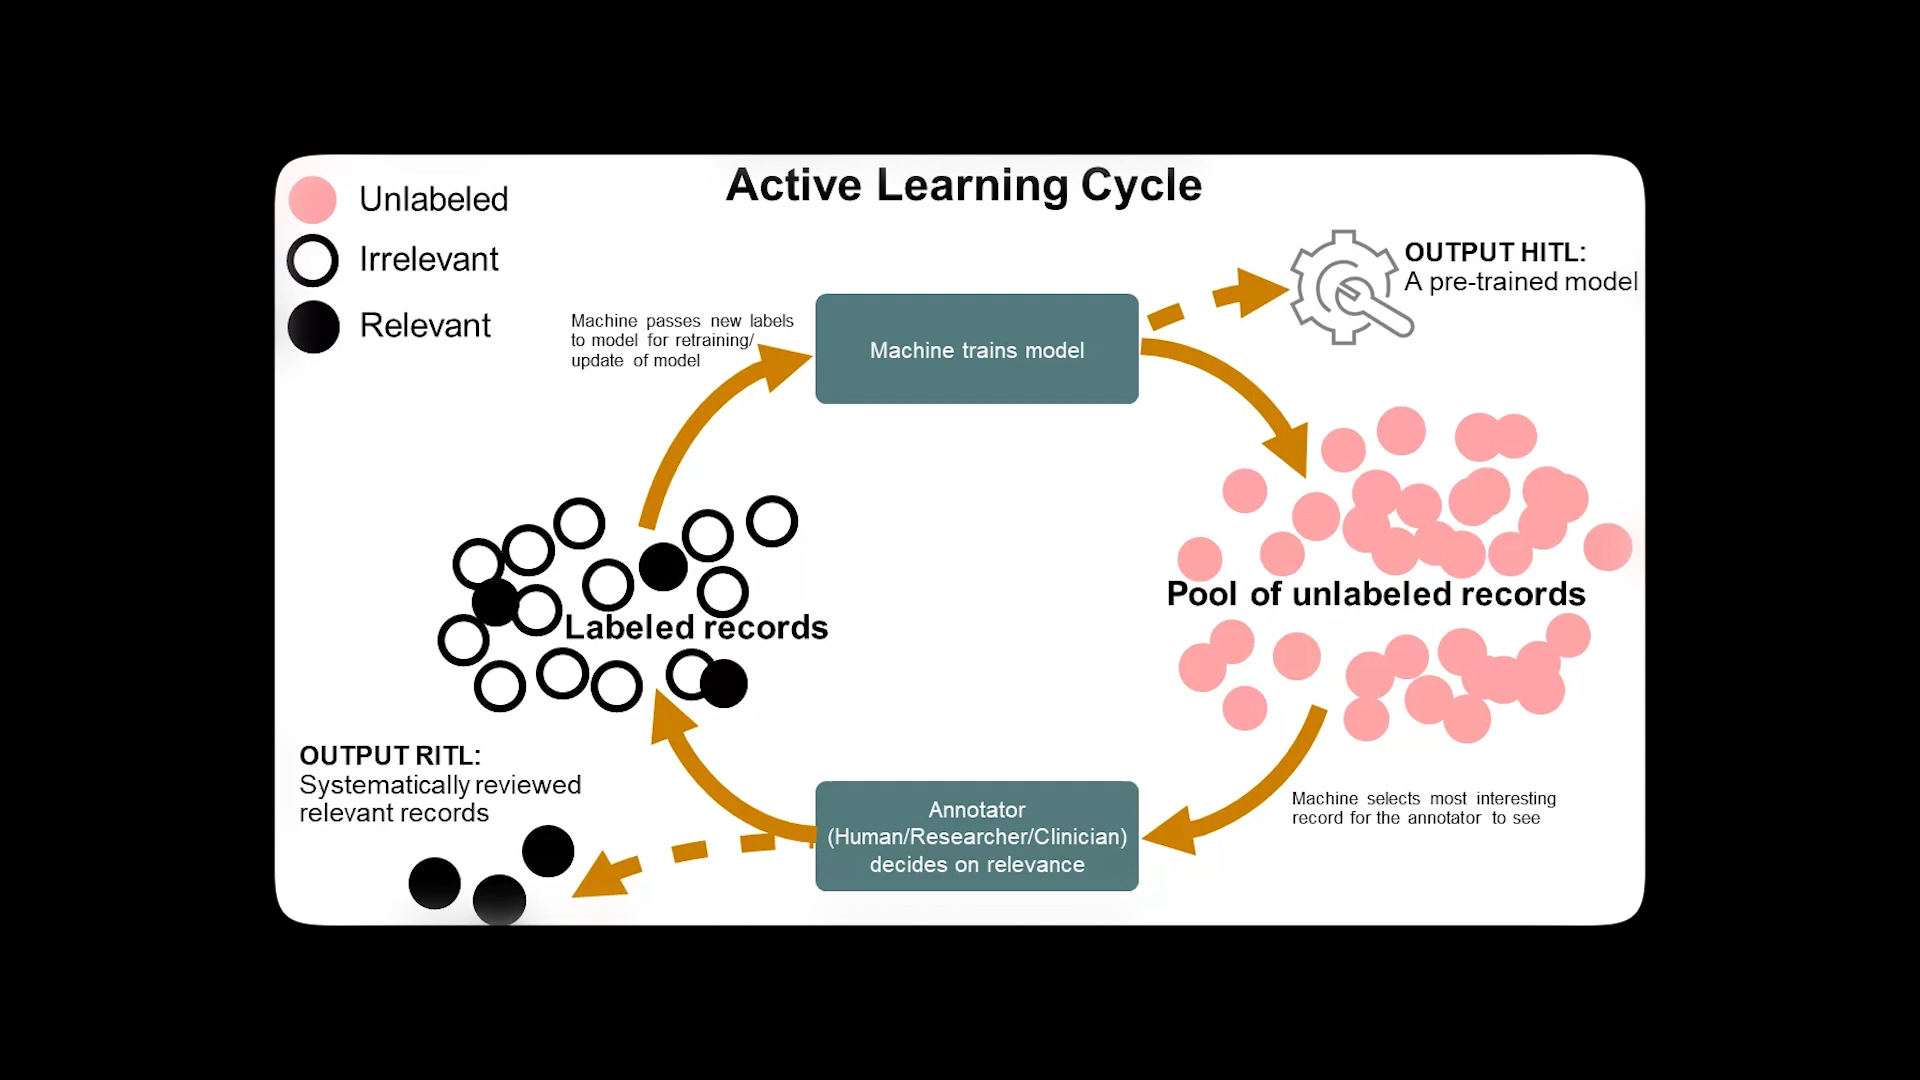 Active Learning Cycle
Unlabeled
Irrelevant
Relevant
Machine passes new labels
to model for retraining/
update of model
Machine trains model
OUTPUT HITL:
A pre-trained model
Labeled records
Pool of unlabeled records
OUTPUT RITL:
Systematically reviewed
relevant records
Annotator
(Human/Researcher/Clinician)
decides on relevance
Machine selects most interesting
record for the annotator to see